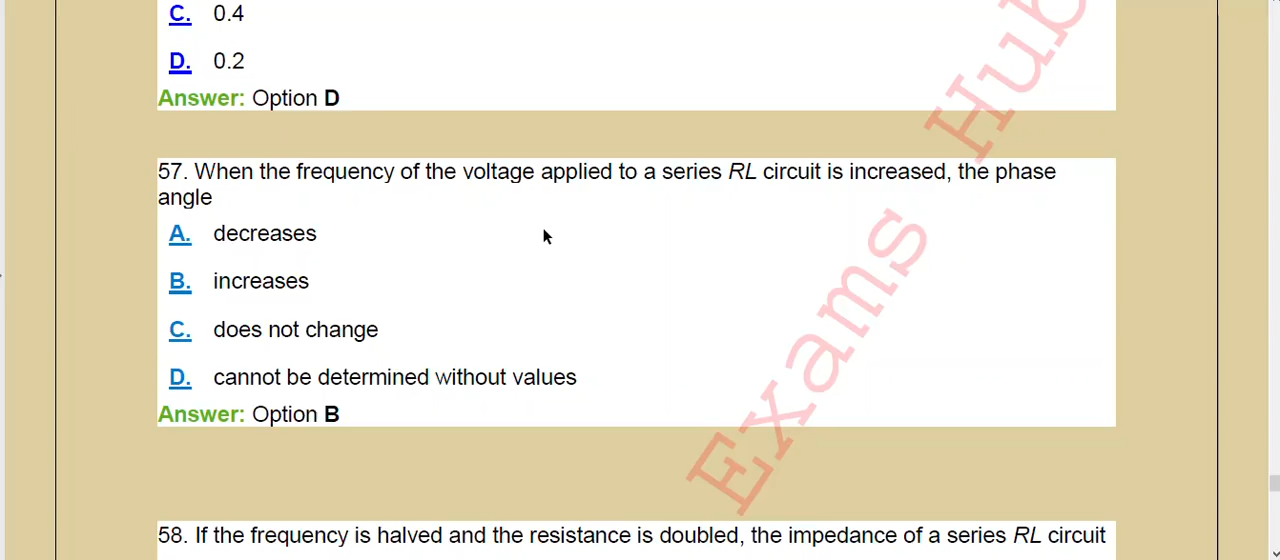 C. 0.4
D. 0.2
Answer: Option D
57. When the frequency of the voltage applied to a series RL circuit is increased, the phase
angle
A. decreases
B. increases
C. does not change
D. cannot be determined without values
Answer: Option B
58. If the frequency is halved and the resistance is doubled, the impedance of a series RL circuit
Exams Hub